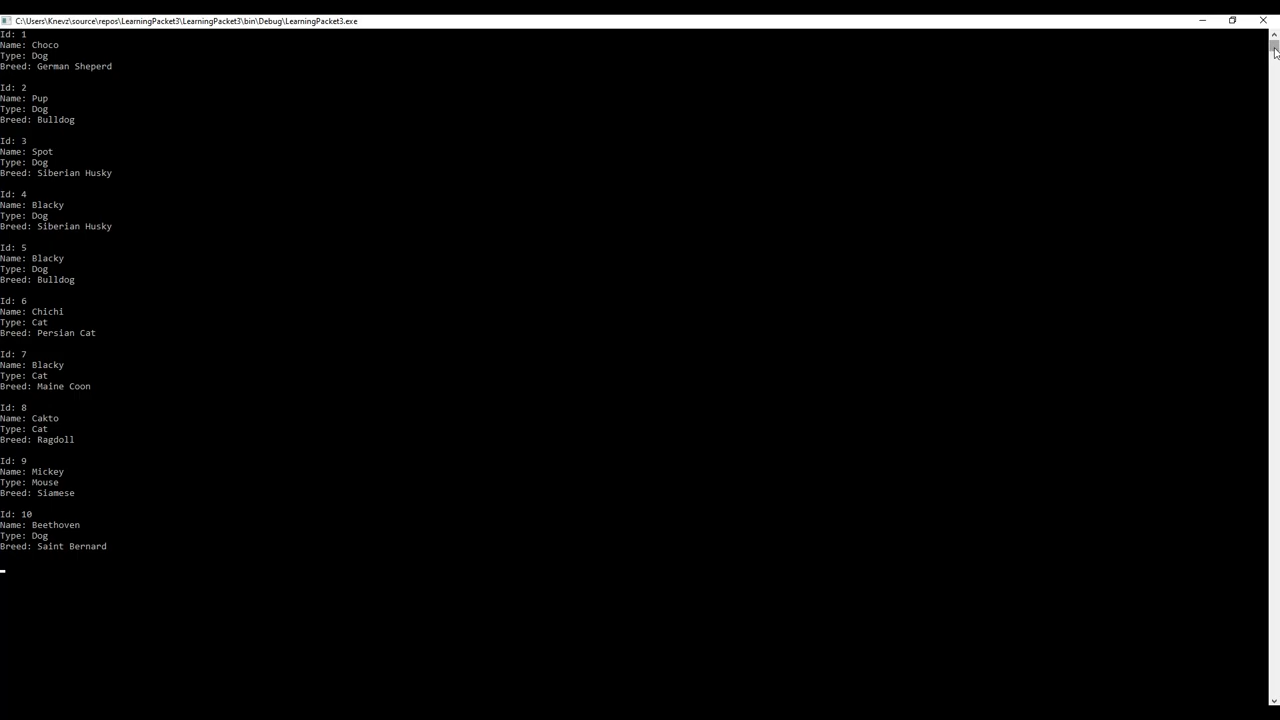 C:\Users\Knevz\source\repos\LearningPacket3\LearningPacket3\bin\Debug\LearningPacket3.exe
Id: 1
Name: Choco
Type: Dog
Breed: German Sheperd
Id: 2
Name: Pup
Type: Dog
Breed: Bulldog
Id: 3
Name: Spot
Type: Dog
Breed: Siberian Husky
Id: 4
Name: Blacky
Type: Dog
Breed: Siberian Husky
Id: 5
Name: Blacky
Type: Dog
Breed: Bulldog
Id: 6
Name: Chichi
Type: Cat
Breed: Persian Cat
Id: 7
Name: Blacky
Type: Cat
Breed: Maine Coon
Id: 8
Name: Cakto
Type: Cat
Breed: Ragdoll
Id: 9
Name: Mickey
Type: Mouse
Breed: Siamese
Id: 10
Name: Beethoven
Type: Dog
Breed: Saint Bernard